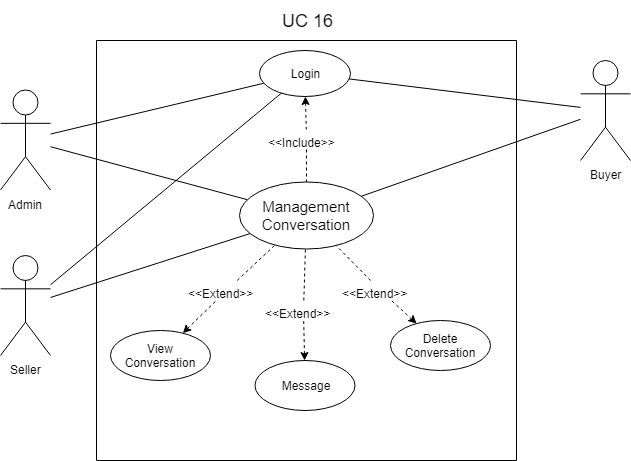 UC 16
Login
<<Include>>
Buyer
Admin
Management
Conversation
<<Extend>>
<<Extend>>
<<Extend>>
View
Conversation
Delete
Conversation
Seller
Message